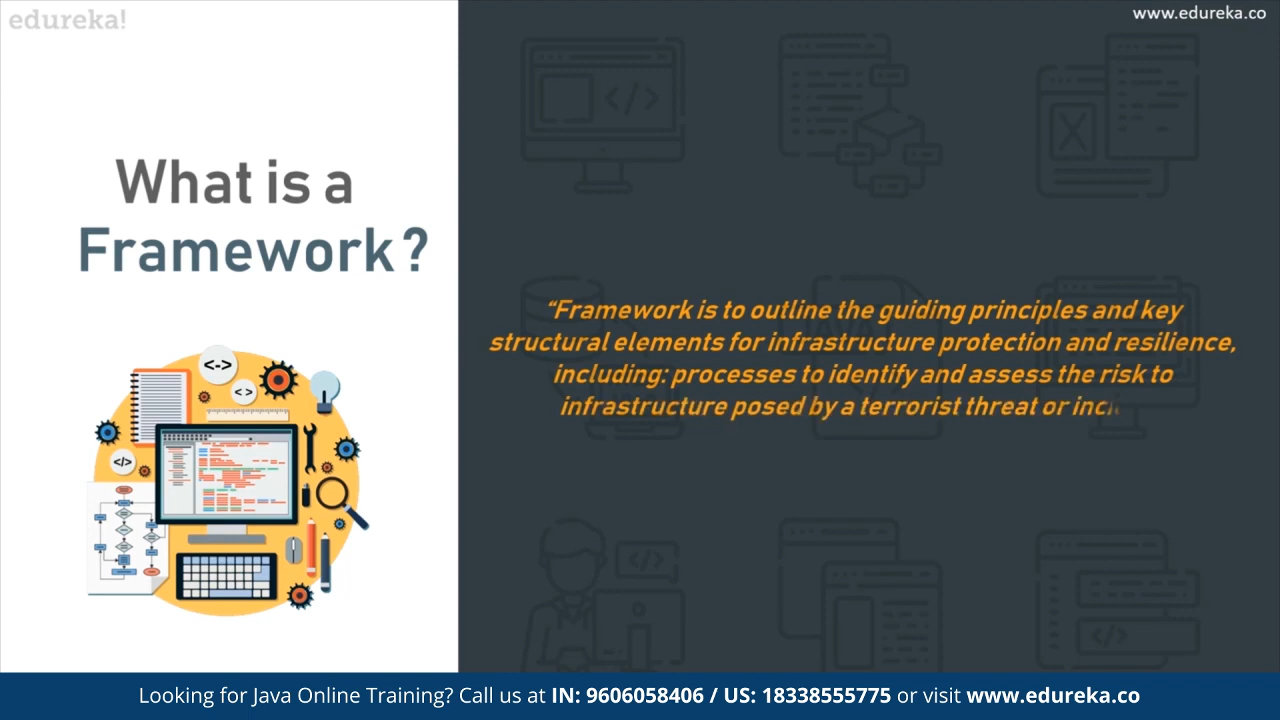 edureka!
www.edureka.co
What is a
Framework?
“Framework is to outline the guiding principles and key
structural elements for infrastructure protection and resilience,
including: processes to identify and assess the risk to
infrastructure posed by a terrorist threat or
<->
<>
</>
Looking for Java Online Training? Call us at IN: 9606058406 / US: 18338555775 or visit www.edureka.co